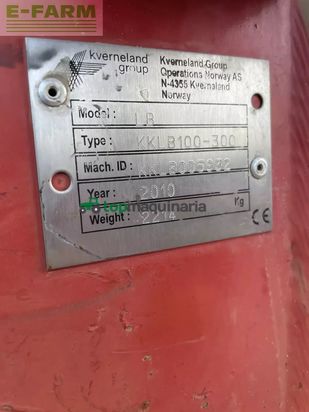 E-FARM
kverneland group
Kverneland Group
Operations Norway AS
N-4355 Kvernaland
Norway
Model : LB
Type : KKLB100-300
Mach. ID:
Year : 2010
topmaquinaria
Weight: 2214 Kg
CE